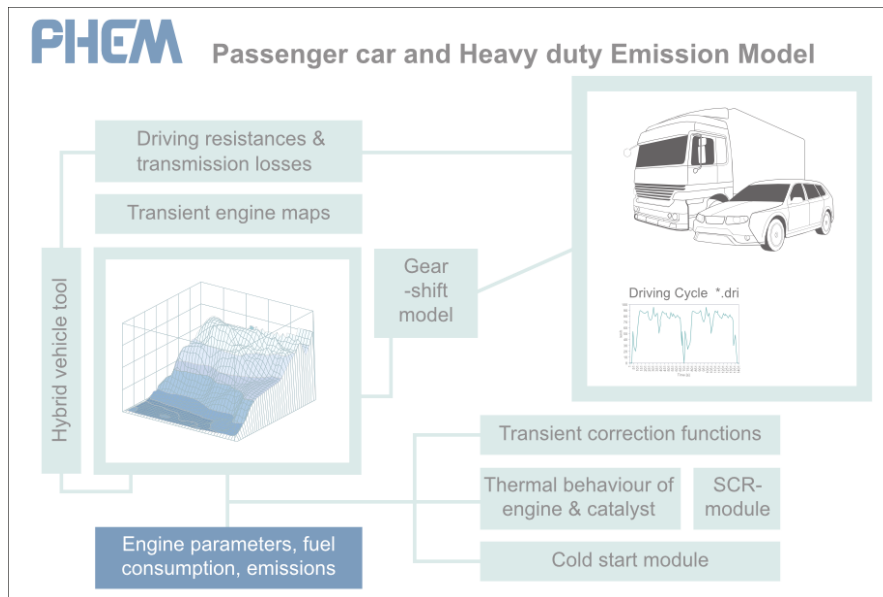 PHEM
Passenger car and Heavy duty Emission Model
Driving resistances &
transmission losses
Transient engine maps
Hybrid vehicle tool
Gear
-shift
model
Driving Cycle *.dri
Transient correction functions
Thermal behaviour of
engine & catalyst
SCR-
module
Engine parameters, fuel
consumption, emissions
Cold start module